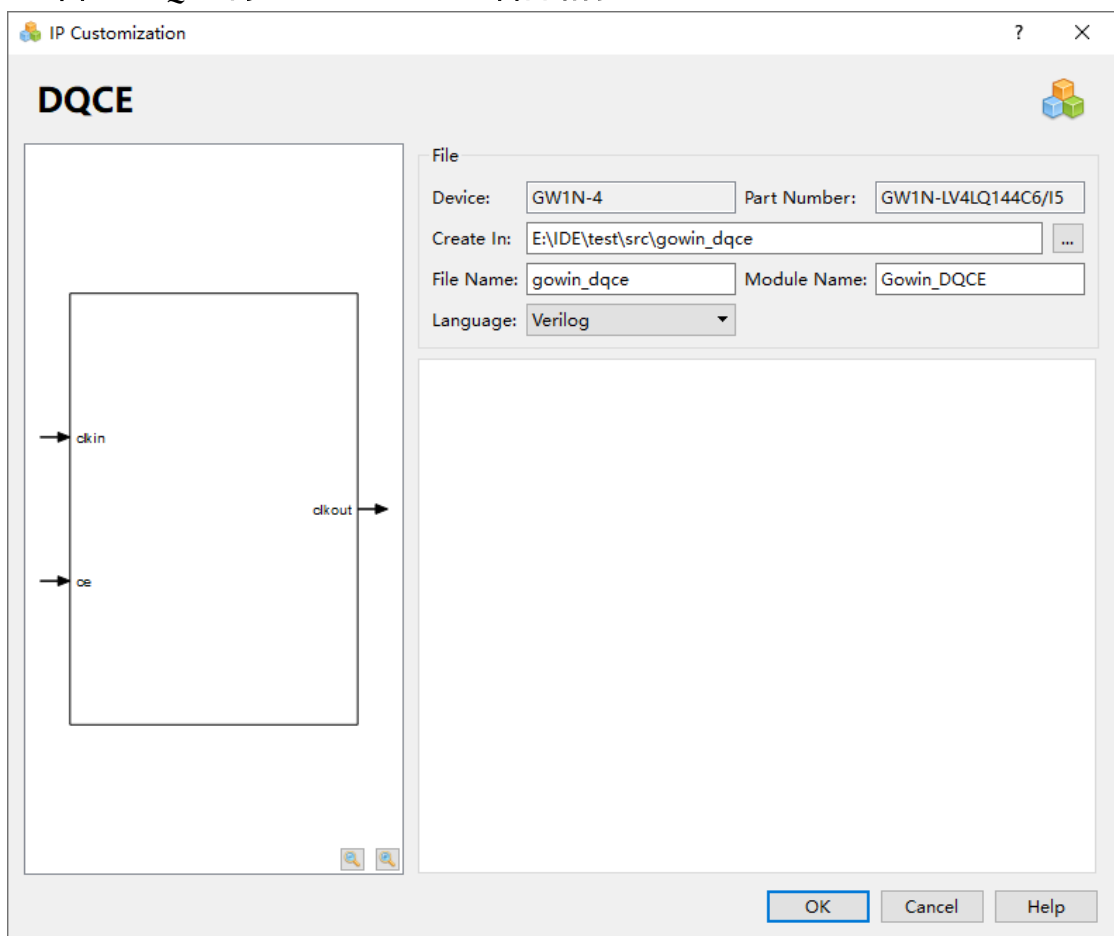 IP Customization
DQCE
File
Device: GW1N-4 Part Number: GW1N-LV4LQ144C6/I5
Create In: E:\IDE\test\src\gowin_dqce ...
File Name: gowin_dqce Module Name: Gowin_DQCE
Language: Verilog
clkin
clkout
ce
OK Cancel Help